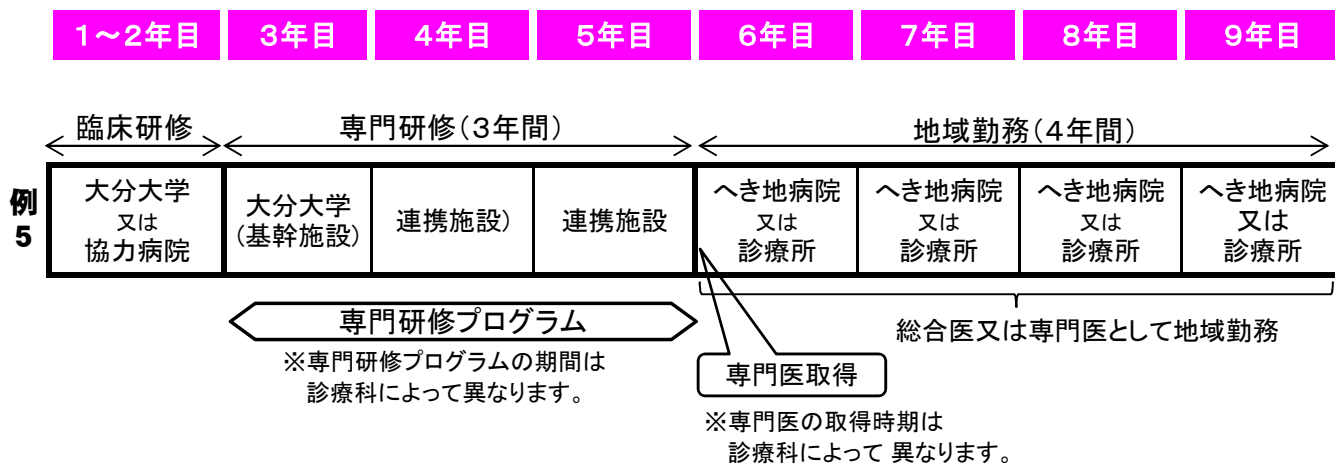 1～2年目 3年目 4年目 5年目 6年目 7年目 8年目 9年目
臨床研修 専門研修(3年間) 地域勤務(4年間)
例5
大分大学
又は
協力病院
大分大学
(基幹施設)
連携施設)
連携施設
へき地病院
又は
診療所
へき地病院
又は
診療所
へき地病院
又は
診療所
へき地病院
又は
診療所
専門研修プログラム
※専門研修プログラムの期間は
診療科によって異なります。
総合医又は専門医として地域勤務
専門医取得
※専門医の取得時期は
診療科によって 異なります。